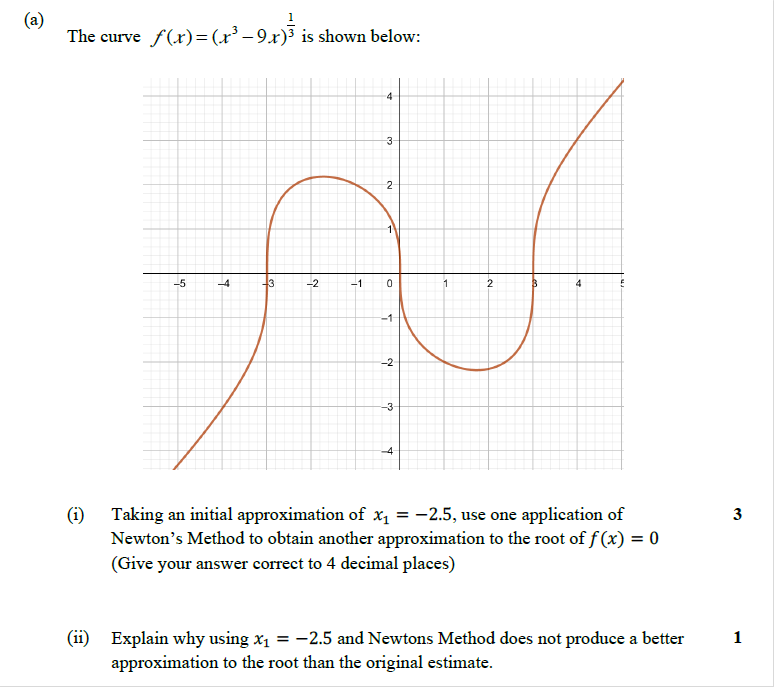 (a)
The curve f(x) = (x³ − 9x)^(1/3) is shown below:
4
3
2
1
−5 −4 −3 −2 −1 0 1 2 3 4 5
−1
−2
−3
−4
(i) Taking an initial approximation of x₁ = −2.5, use one application of 3
Newton’s Method to obtain another approximation to the root of f(x) = 0
(Give your answer correct to 4 decimal places)
(ii) Explain why using x₁ = −2.5 and Newtons Method does not produce a better 1
approximation to the root than the original estimate.